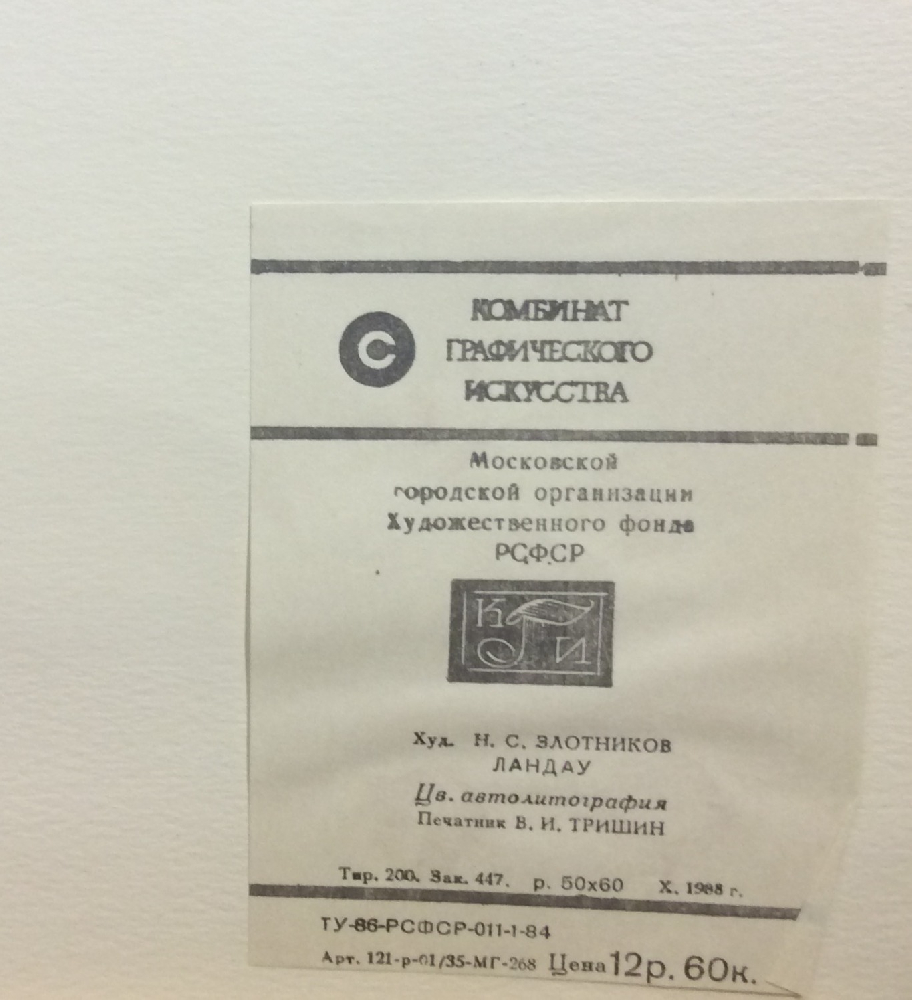 С
КОМБИНАТ
ГРАФИЧЕСКОГО
ИСКУССТВА
Московской
городской организации
Художественного фонда
РСФСР
К Г И
Худ. Н. С. ЗЛОТНИКОВ
ЛАНДАУ
Цв. автолитография
Печатник В. И. ТРИШИН
Тир. 200. Зак. 447. р. 50х60 X. 1988 г.
ТУ-86-РСФСР-011-1-84
Арт. 121-р-01/35-МГ-268 Цена 12р. 60к.